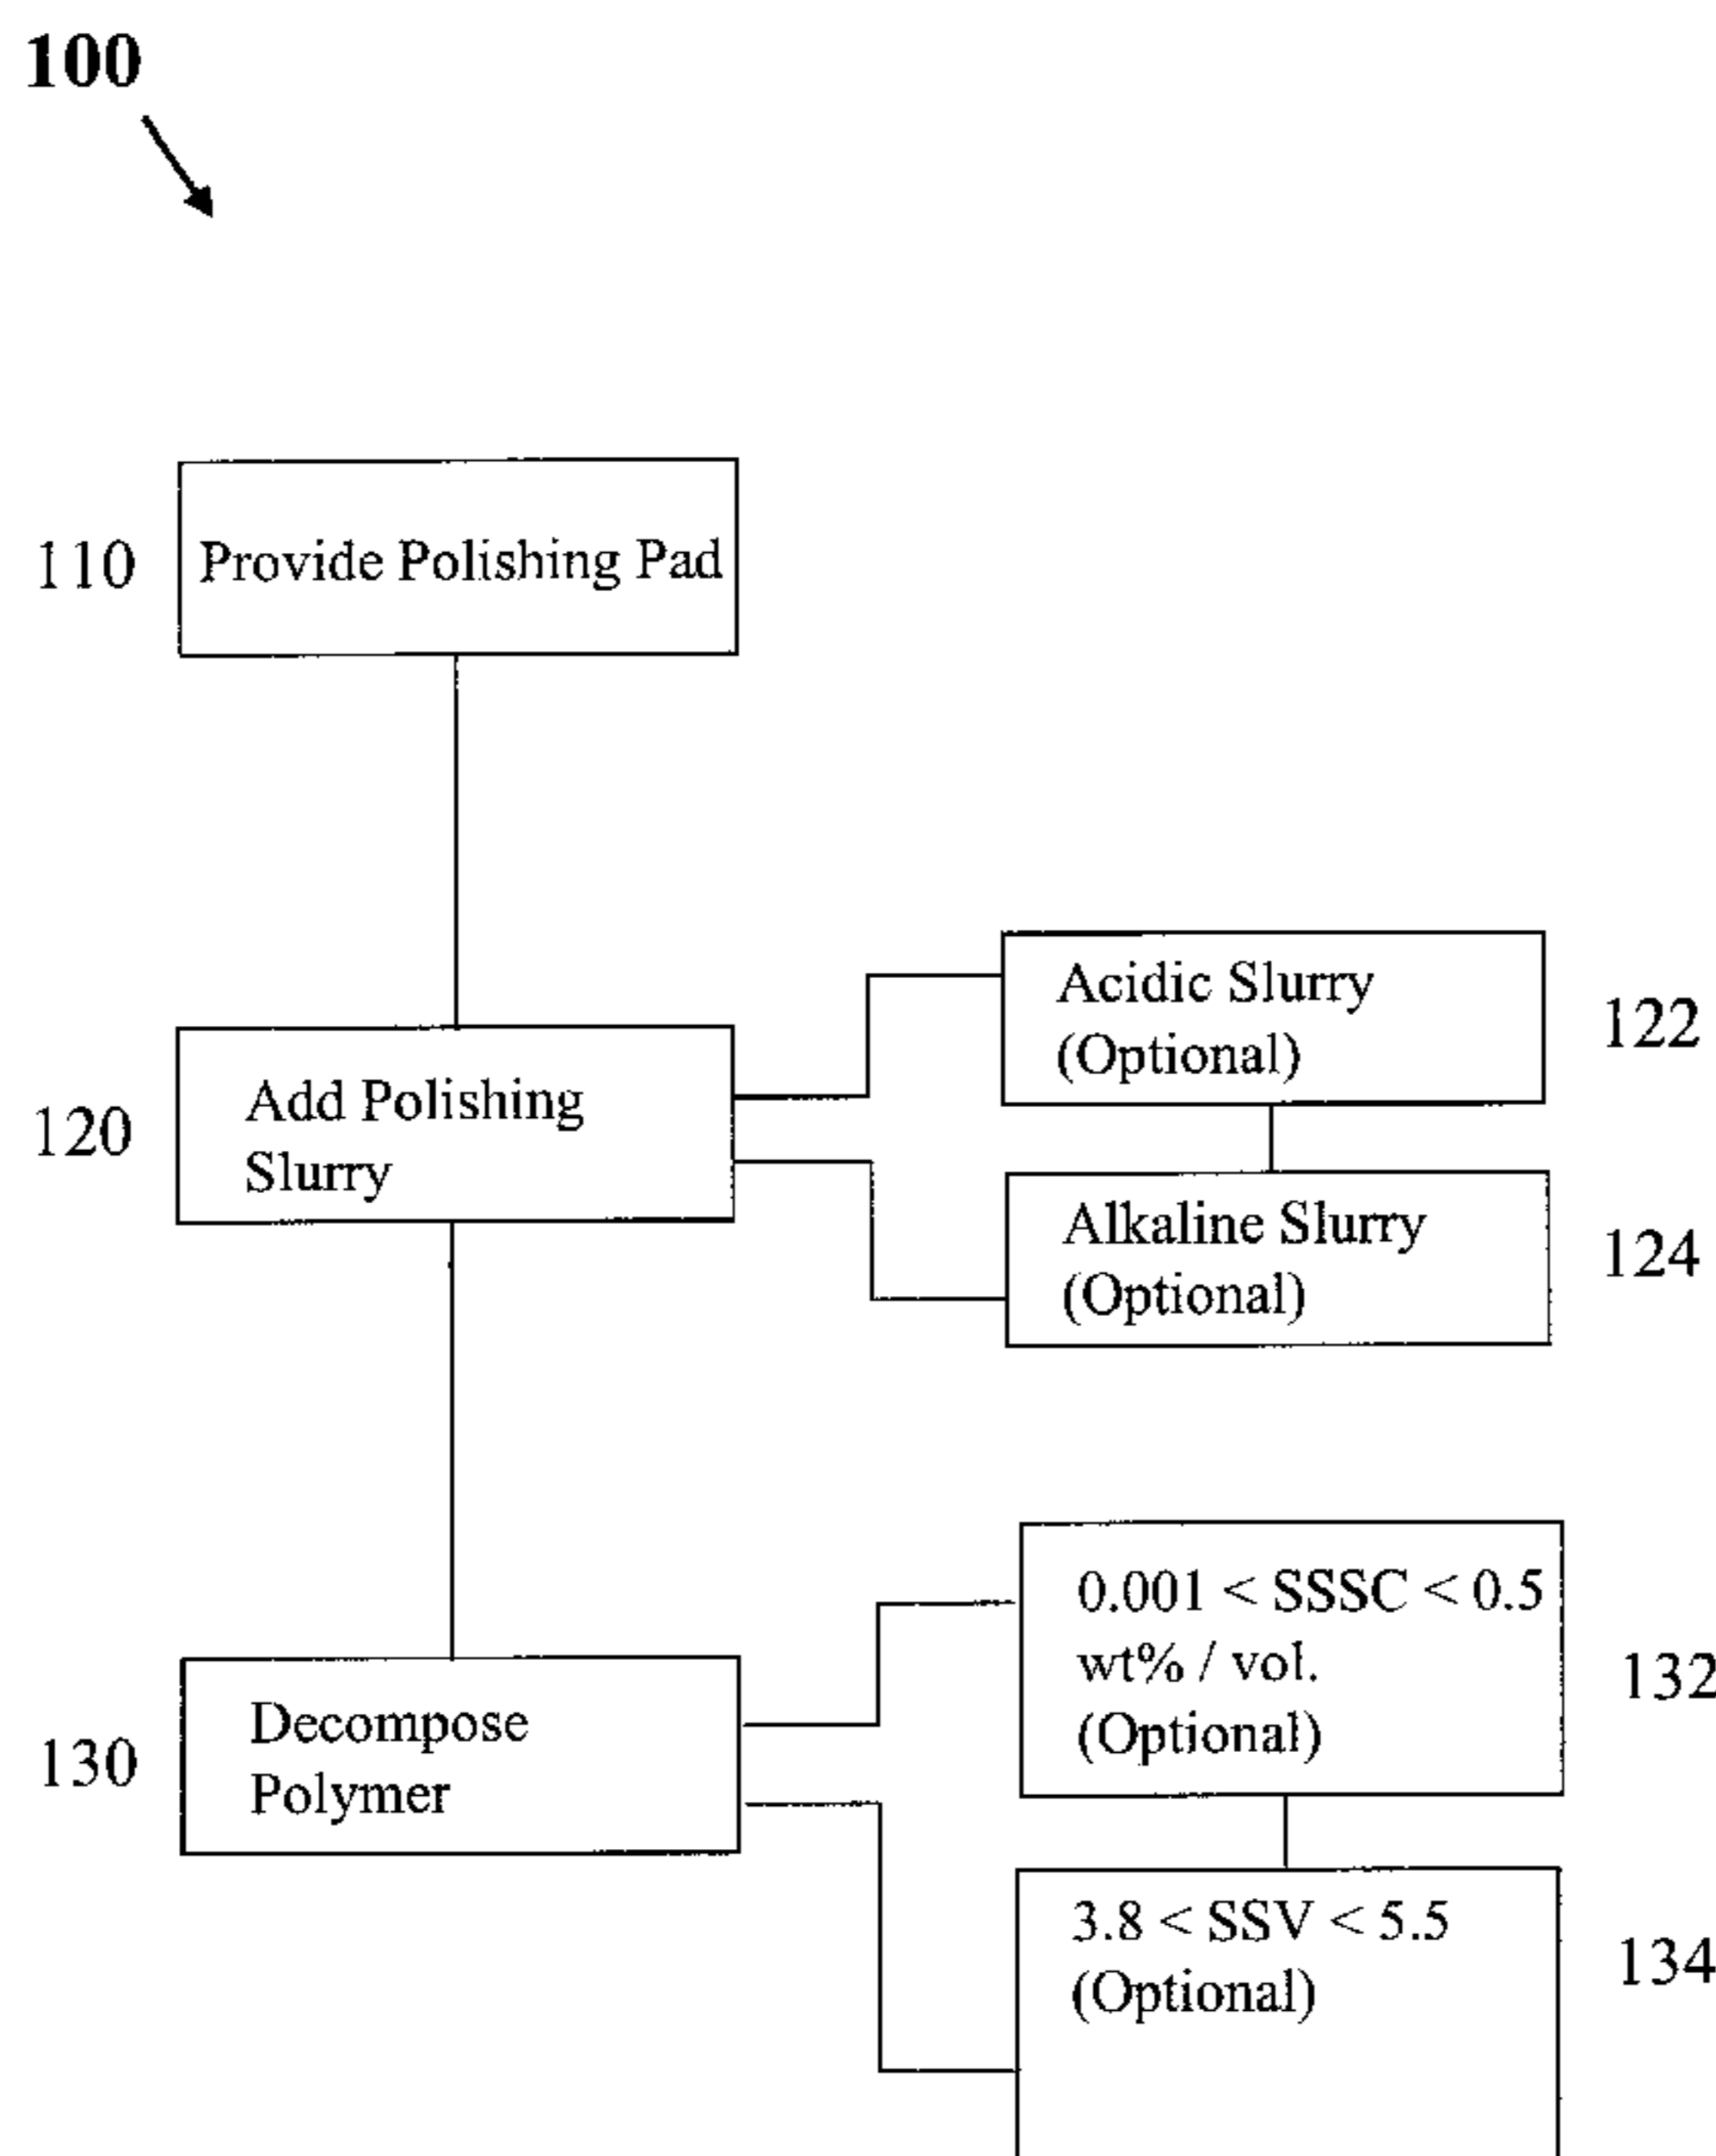 100
110
Provide Polishing Pad
Acidic Slurry
(Optional)
122
120
Add Polishing
Slurry
Alkaline Slurry
(Optional)
124
0.001 < SSSC < 0.5
wt% / vol.
(Optional)
132
130
Decompose
Polymer
3.8 < SSV < 5.5
(Optional)
134